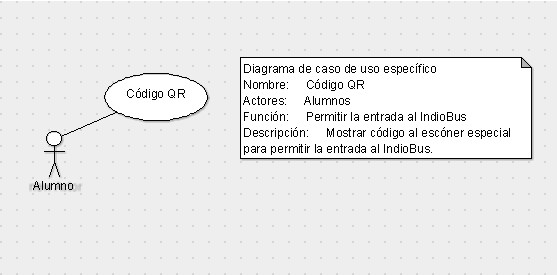 Código QR
Alumno
Diagrama de caso de uso específico
Nombre: Código QR
Actores: Alumnos
Función: Permitir la entrada al IndioBus
Descripción: Mostrar código al escóner especial
para permitir la entrada al IndioBus.